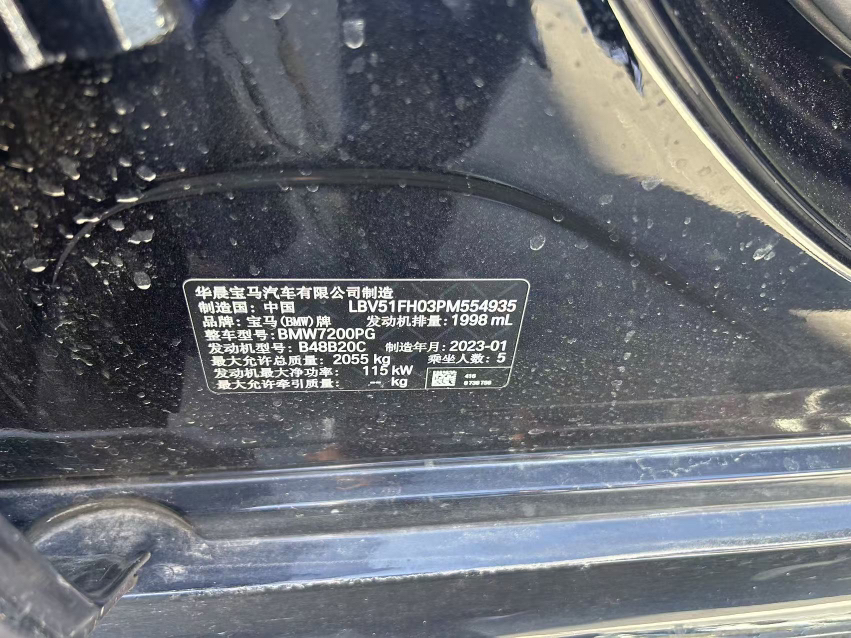 华晨宝马汽车有限公司制造
制造国：中国 LBV51FH03PM554935
品牌：宝马(BMW)牌 发动机排量：1998 mL
整车型号：BMW7200PG
发动机型号：B48B20C 制造年月：2023-01
最大允许总质量：2055 kg 乘坐人数：5
发动机最大净功率：115 kW
最大允许牵引质量：-- kg